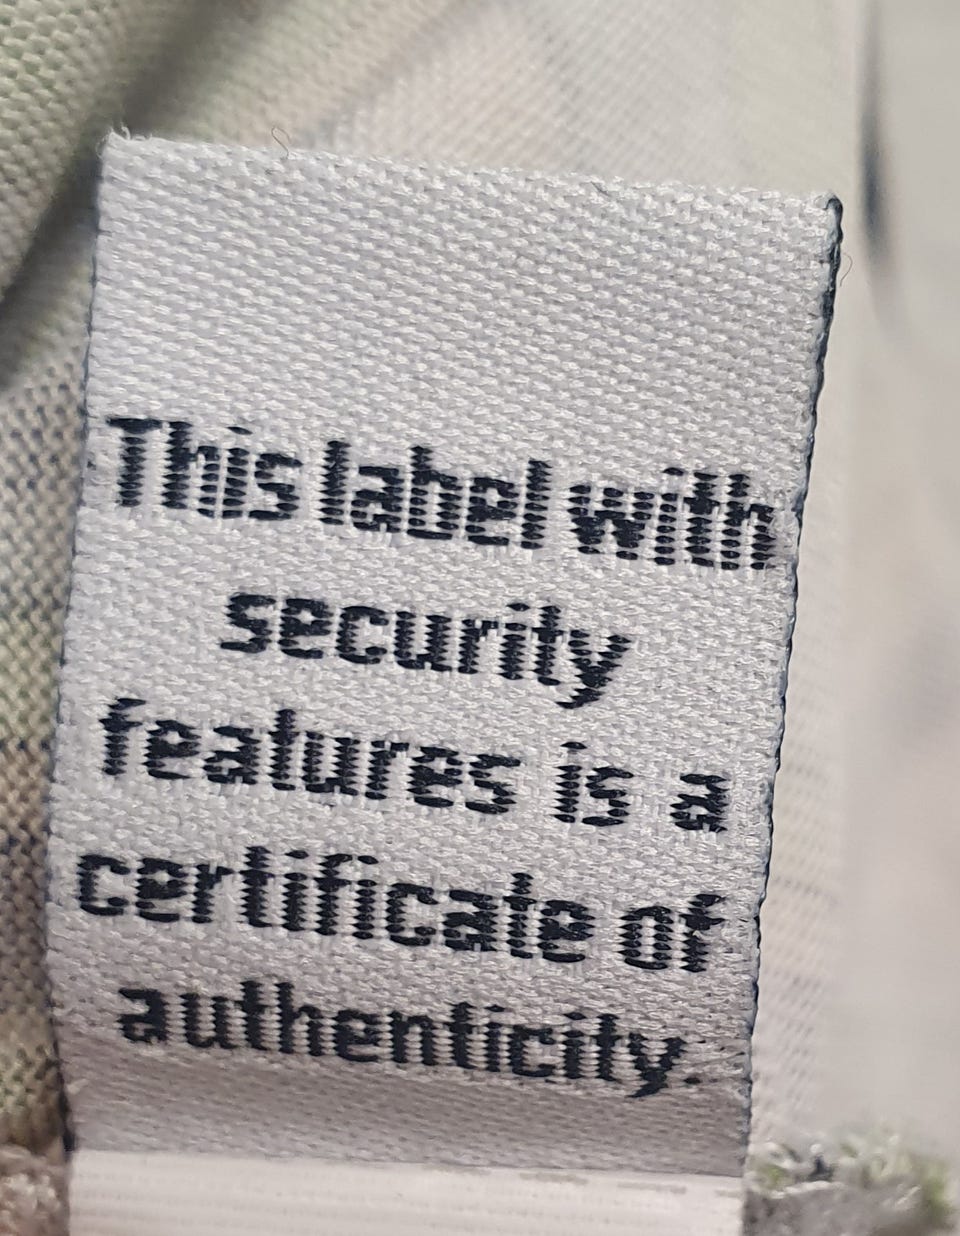 This label with
security
features is a
certificate of
authenticity.